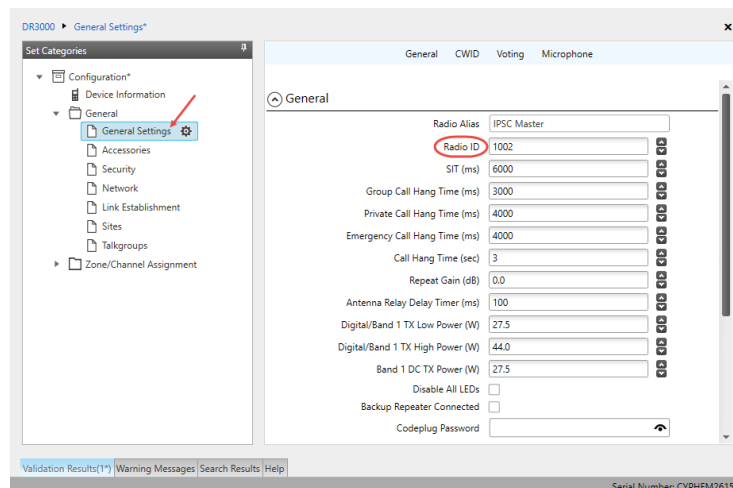 DR3000 General Settings*
Set Categories
Configuration*
Device Information
General
General Settings
Accessories
Security
Network
Link Establishment
Sites
Talkgroups
Zone/Channel Assignment
General CWID Voting Microphone
General
Radio Alias IPSC Master
Radio ID 1002
SIT (ms) 6000
Group Call Hang Time (ms) 3000
Private Call Hang Time (ms) 4000
Emergency Call Hang Time (ms) 4000
Call Hang Time (sec) 3
Repeat Gain (dB) 0.0
Antenna Relay Delay Timer (ms) 100
Digital/Band 1 TX Low Power (W) 27.5
Digital/Band 1 TX High Power (W) 44.0
Band 1 DC TX Power (W) 27.5
Disable All LEDs
Backup Repeater Connected
Codeplug Password
Validation Results(1*) Warning Messages Search Results Help
Serial Number: